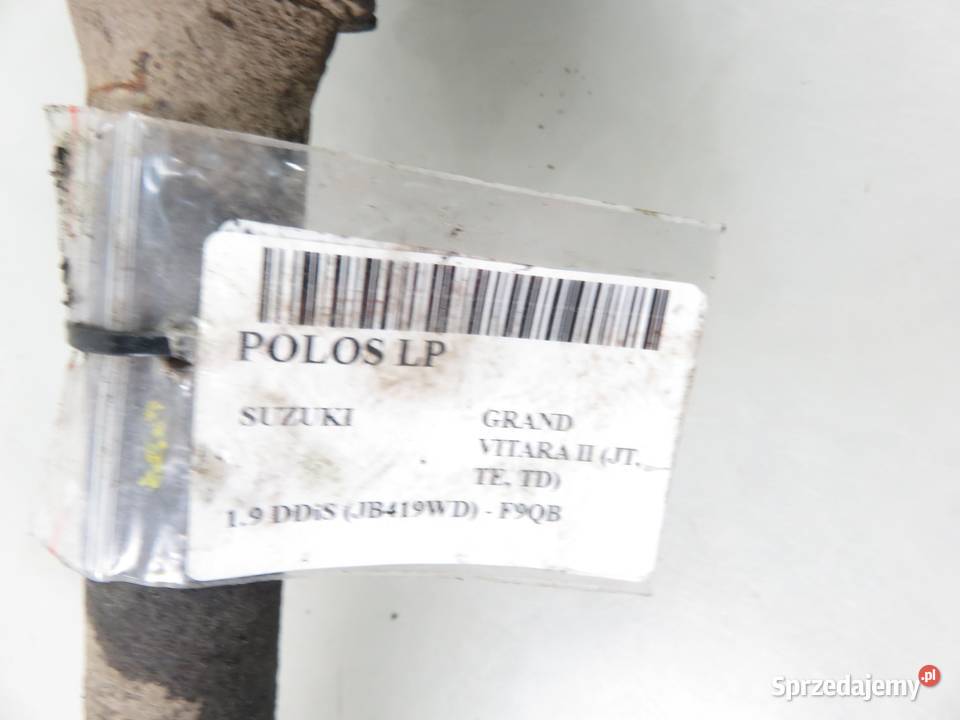 POLOS LP
SUZUKI
GRAND
VITARA II (JT,
TE, TD)
1.9 DDiS (JB419WD) - F9QB
Sprzedajemy.pl